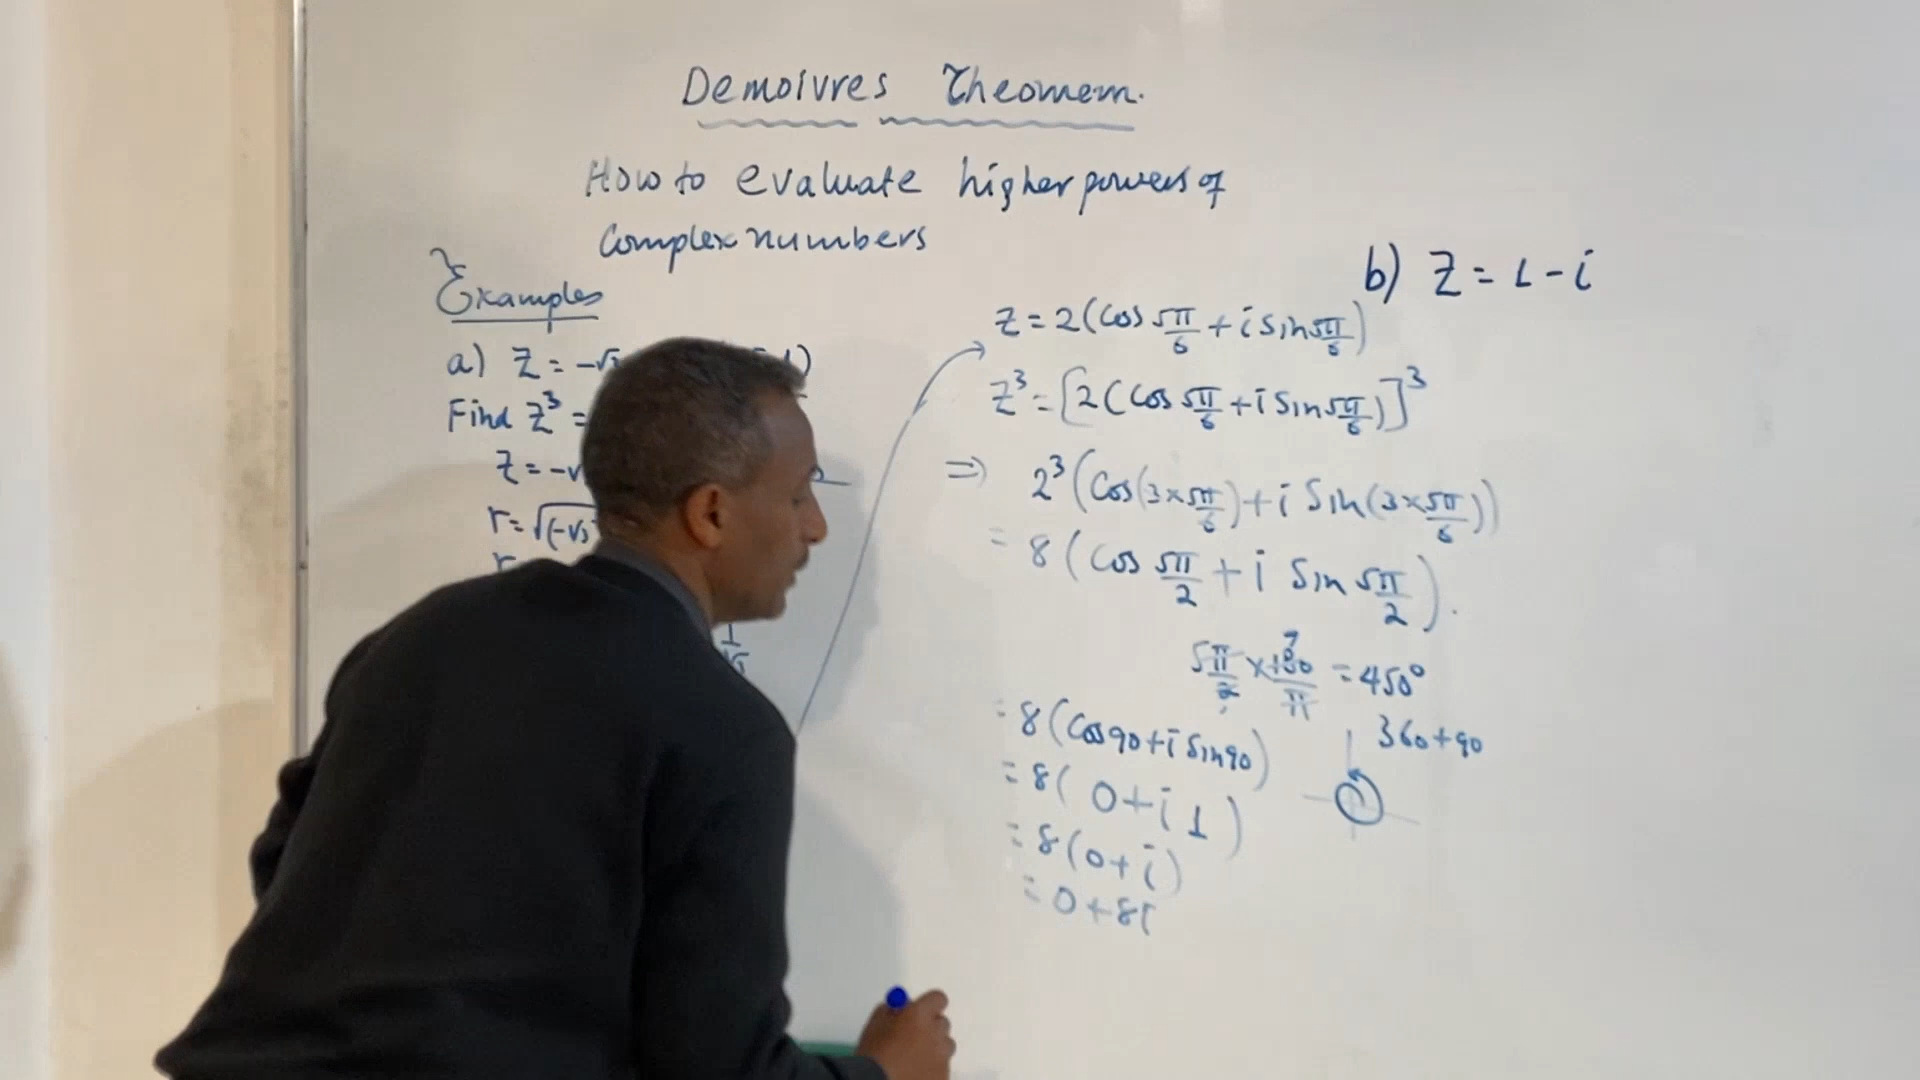 Demoivres Theomem.
How to evaluate higher powers of
Complex numbers
Examples
a) Z = -√
Find Z³ =
Z = -√
r = √(-√3
1
b) Z = 1 - i
Z = 2(Cos 5π/6 + i Sin 5π/6)
Z³ = [2(Cos 5π/6 + i Sin 5π/6)]³
⇒ 2³(Cos(3×5π/6) + i Sin(3×5π/6))
= 8(Cos 5π/2 + i Sin 5π/2).
5π/2 × 180/π = 450°
360+90
= 8(Cos90 + i Sin90)
= 8(0 + i 1)
= 8(0 + i)
= 0 + 8i